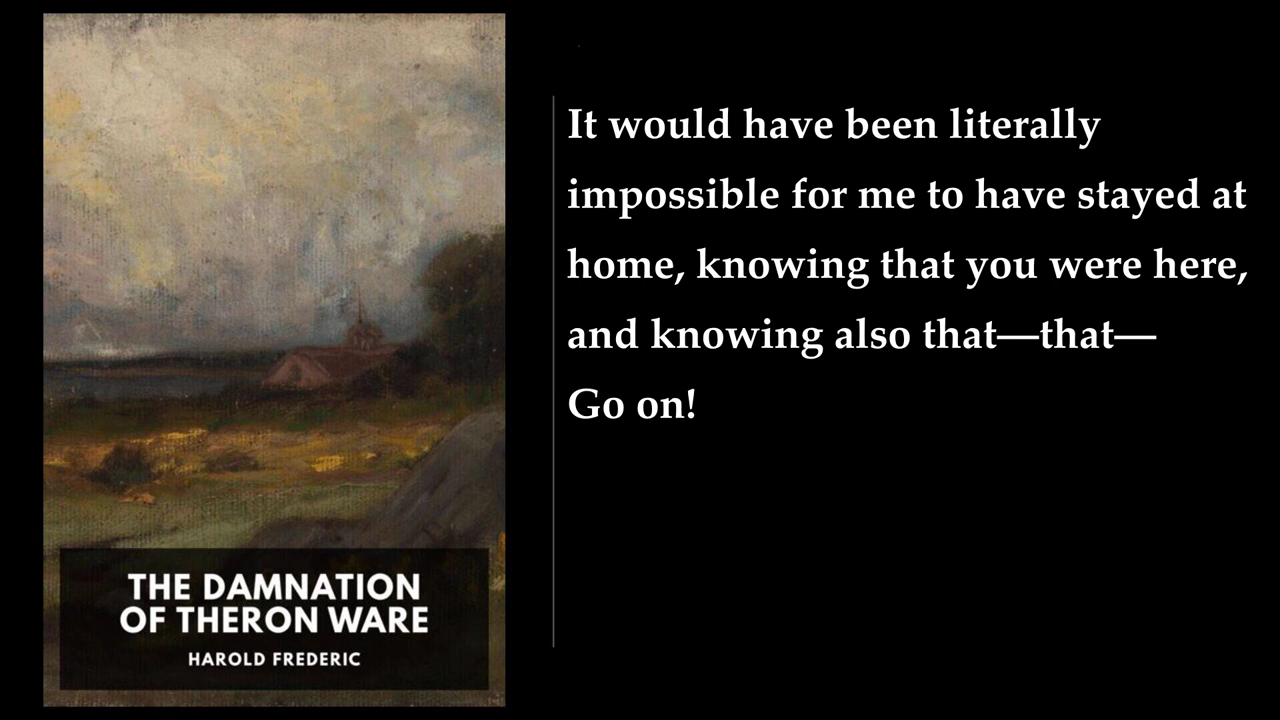 It would have been literally
impossible for me to have stayed at
home, knowing that you were here,
and knowing also that—that—
Go on!
THE DAMNATION
OF THERON WARE
HAROLD FREDERIC